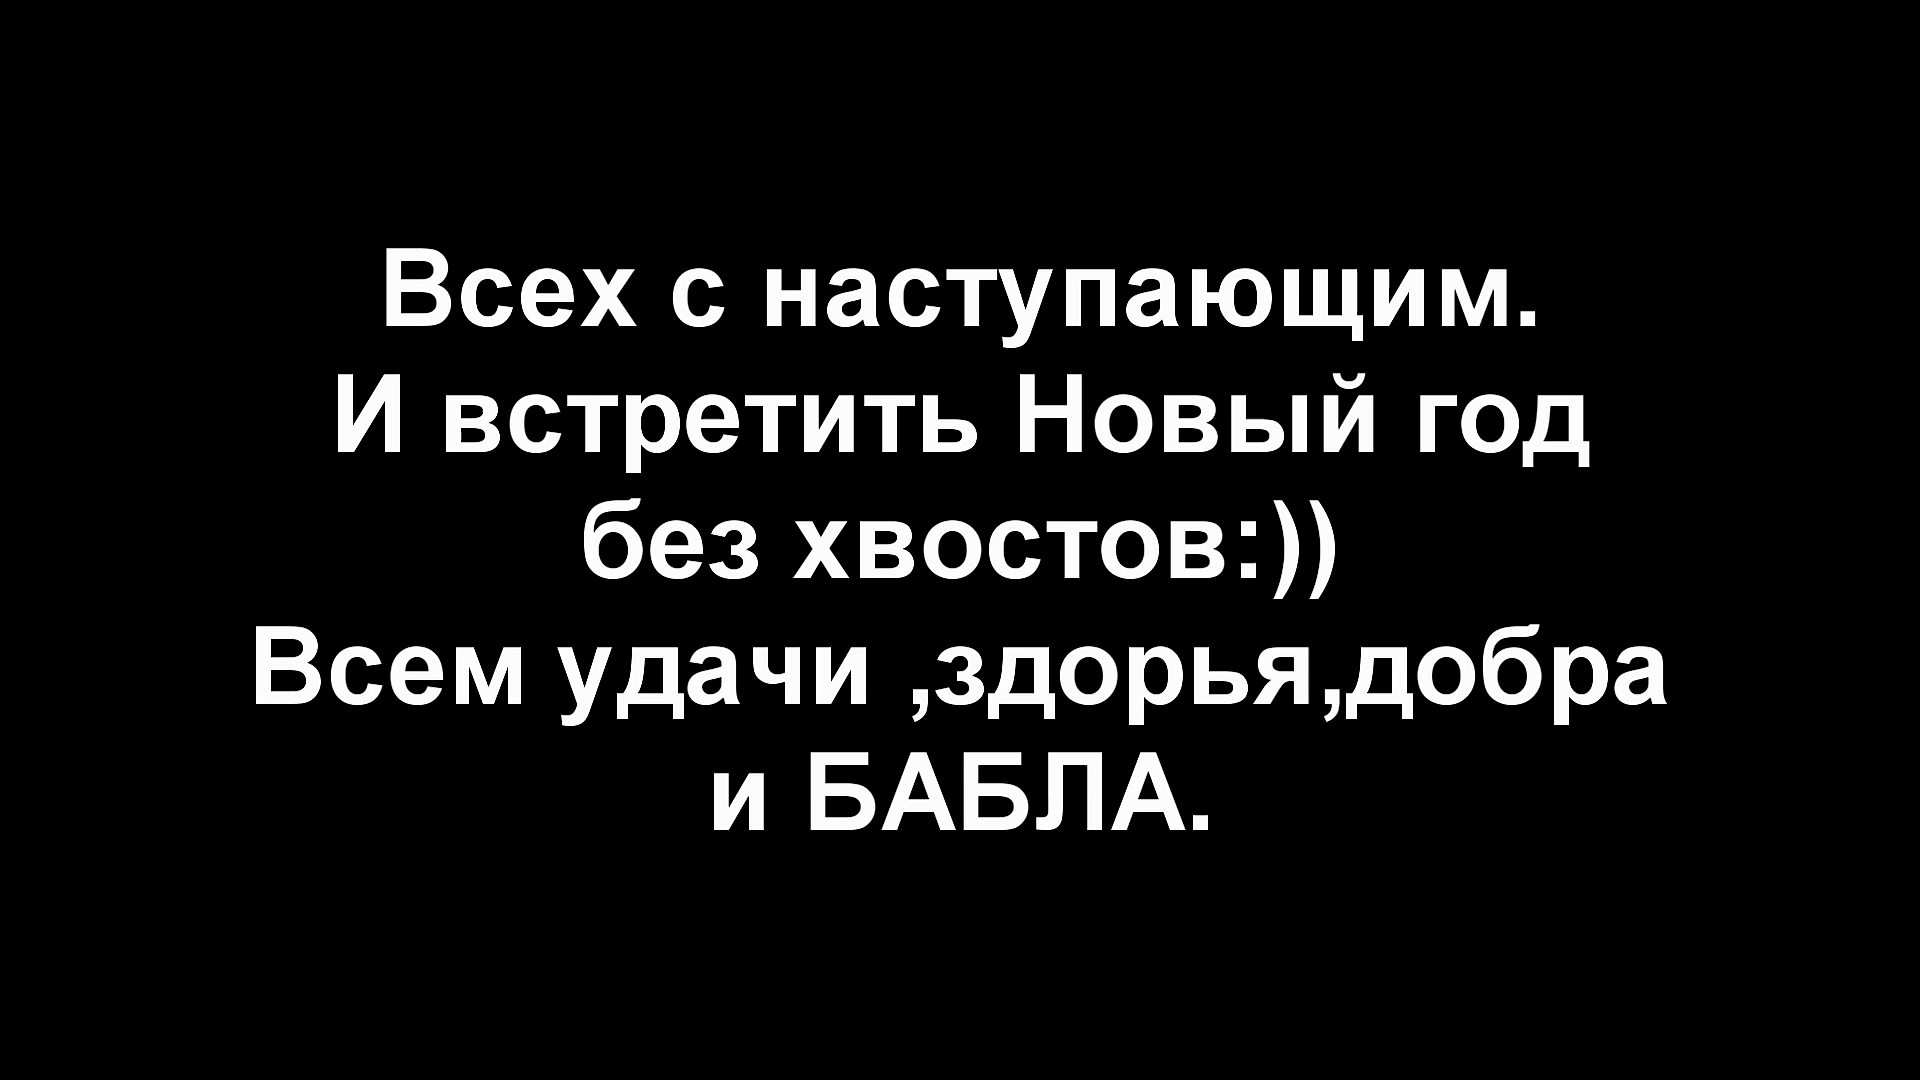 Всех с наступающим.
И встретить Новый год
без хвостов:))
Всем удачи ,здорья,добра
и БАБЛА.